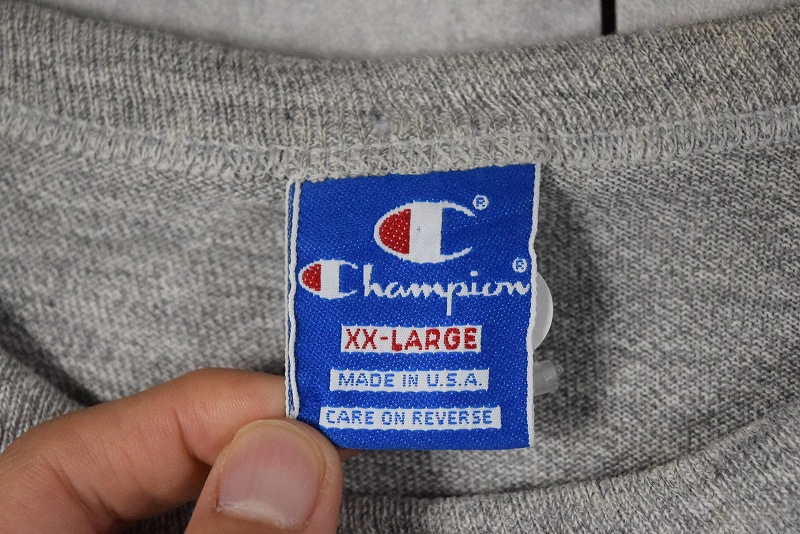 ®
Champion®
XX-LARGE
MADE IN U.S.A.
CARE ON REVERSE